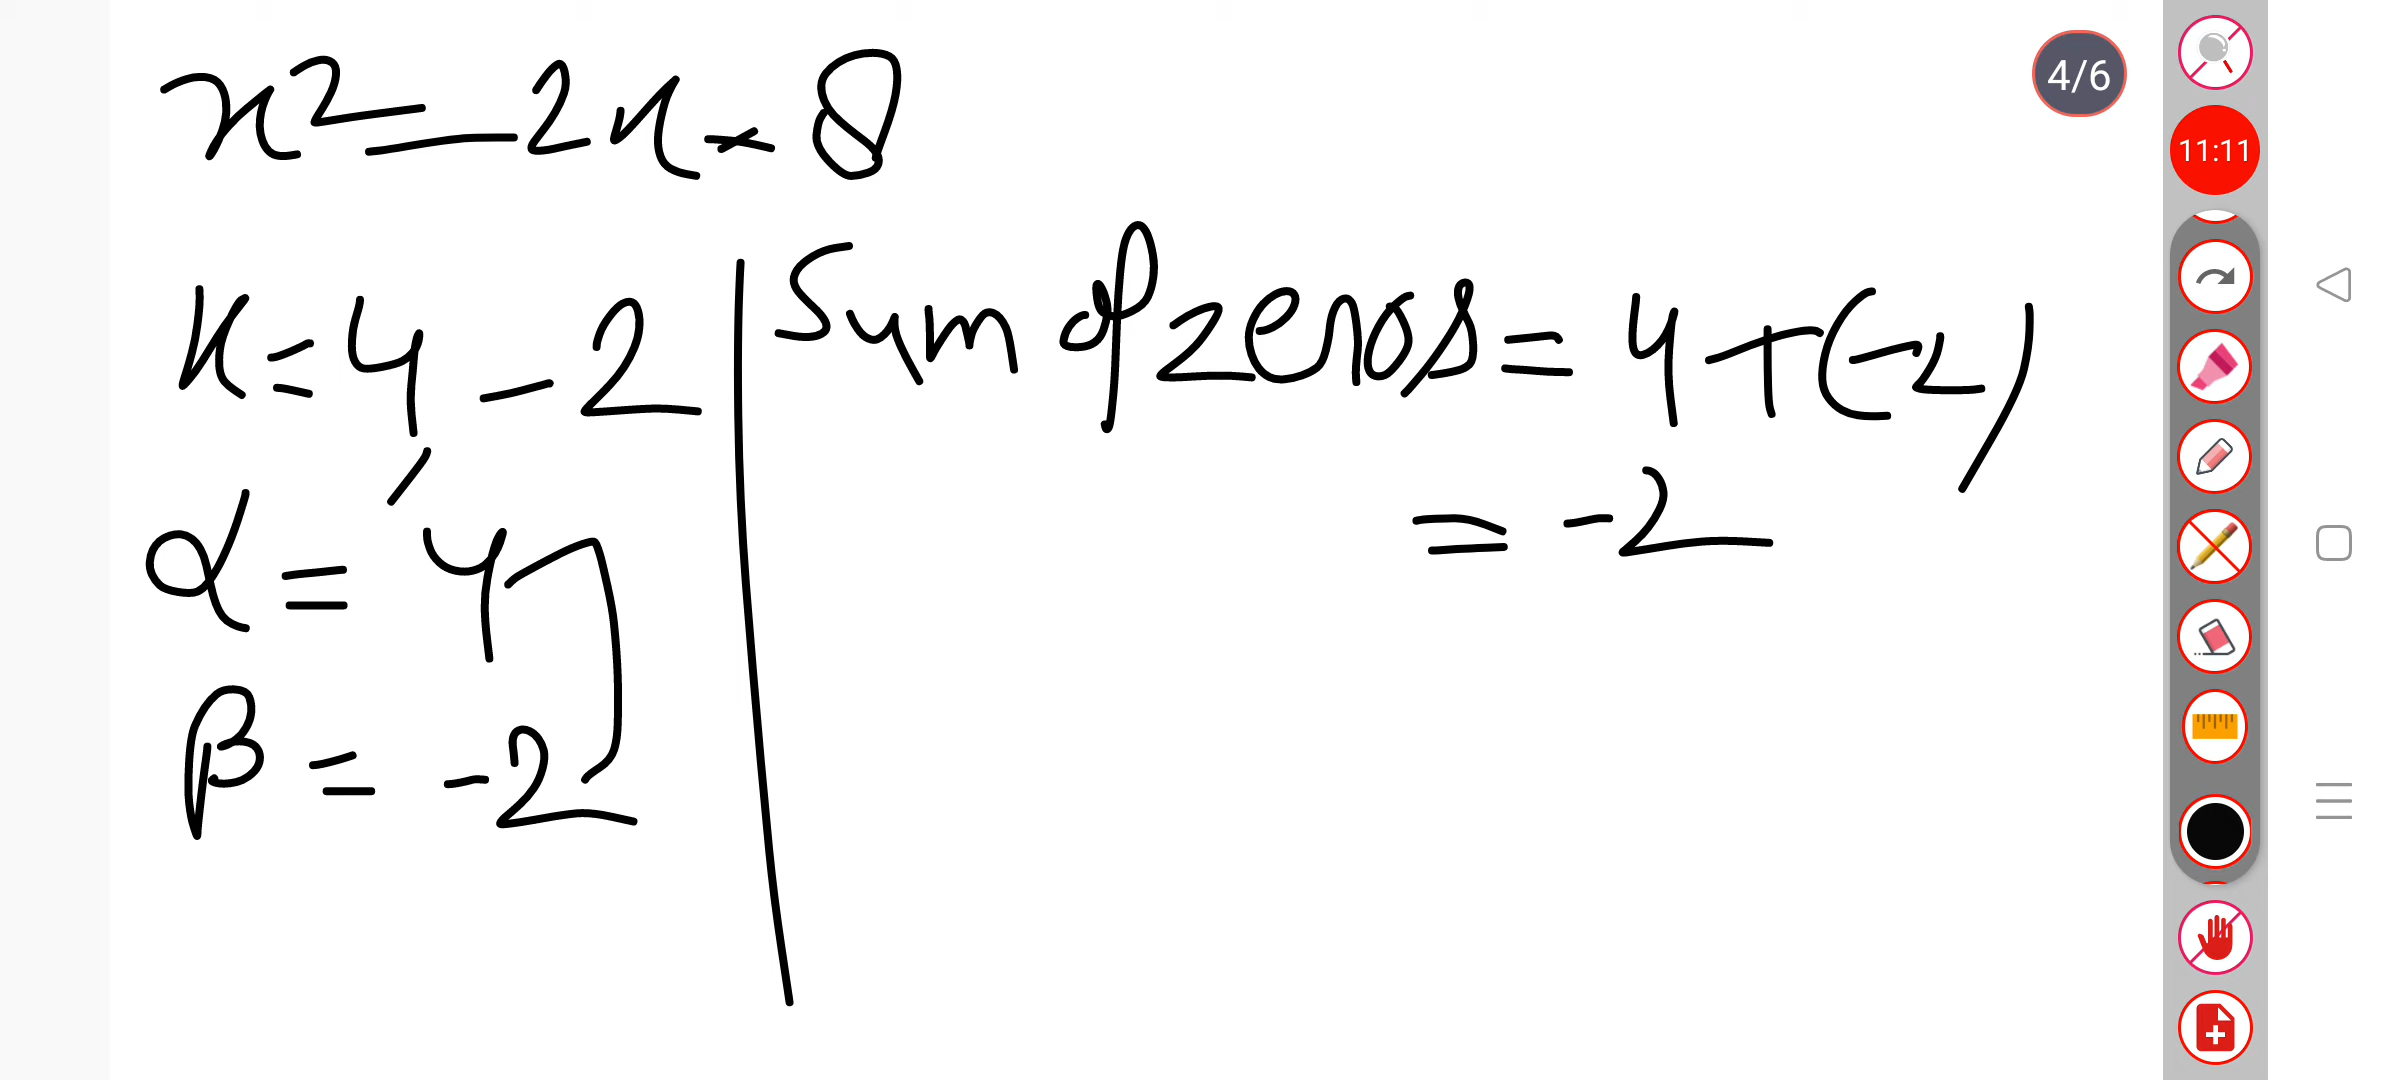 x² - 2x - 8
x = 4, -2
α = 4
β = -2
Sum of zeros = 4 + (-2)
= -2
4/6
11:11